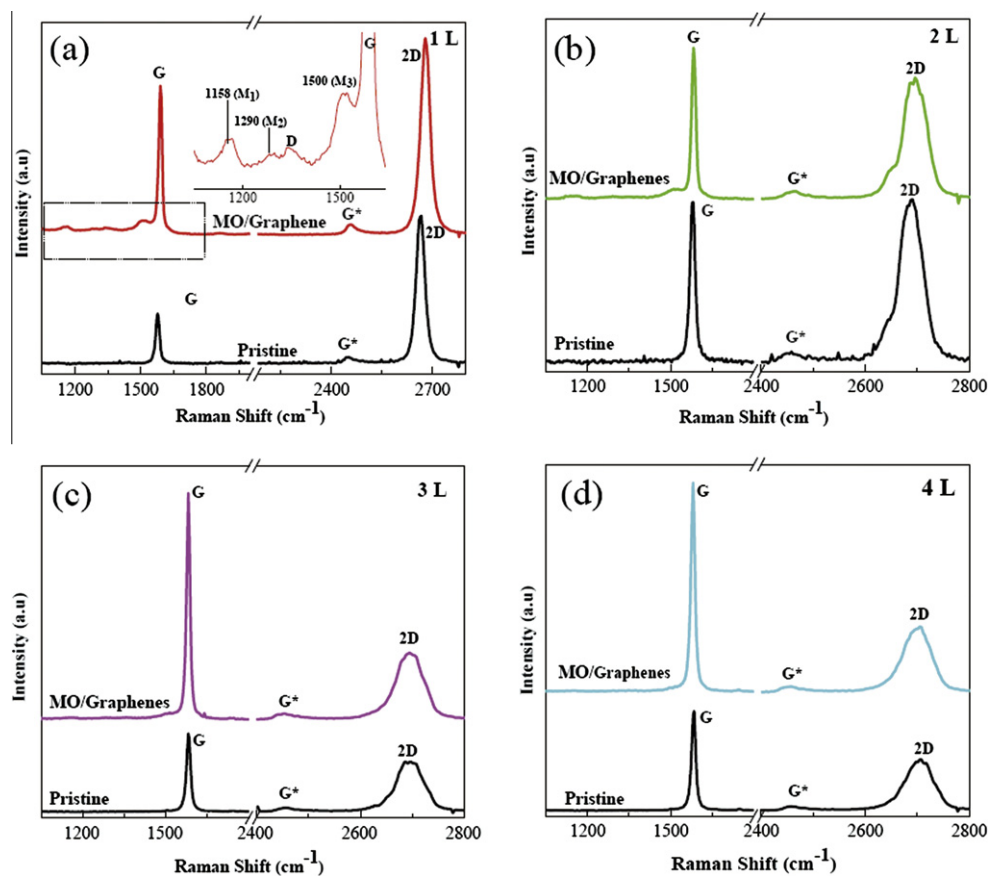 (a)
1 L
G
1158 (M1)
1290 (M2)
D
1500 (M3)
G
1200 1500
2D
MO/Graphene
G*
2D
G
Pristine
G*
Intensity (a.u)
1200 1500 1800 2400 2700
Raman Shift (cm-1)
(b)
2 L
G
2D
MO/Graphenes
G*
G
2D
Pristine
G*
Intensity (a.u)
1200 1500 2400 2600 2800
Raman Shift (cm-1)
(c)
3 L
G
2D
MO/Graphenes
G*
G
2D
Pristine
G*
Intensity (a.u)
1200 1500 2400 2600 2800
Raman Shift (cm-1)
(d)
4 L
G
2D
MO/Graphenes
G*
G
2D
Pristine
G*
Intensity (a.u)
1200 1500 2400 2600 2800
Raman Shift (cm-1)